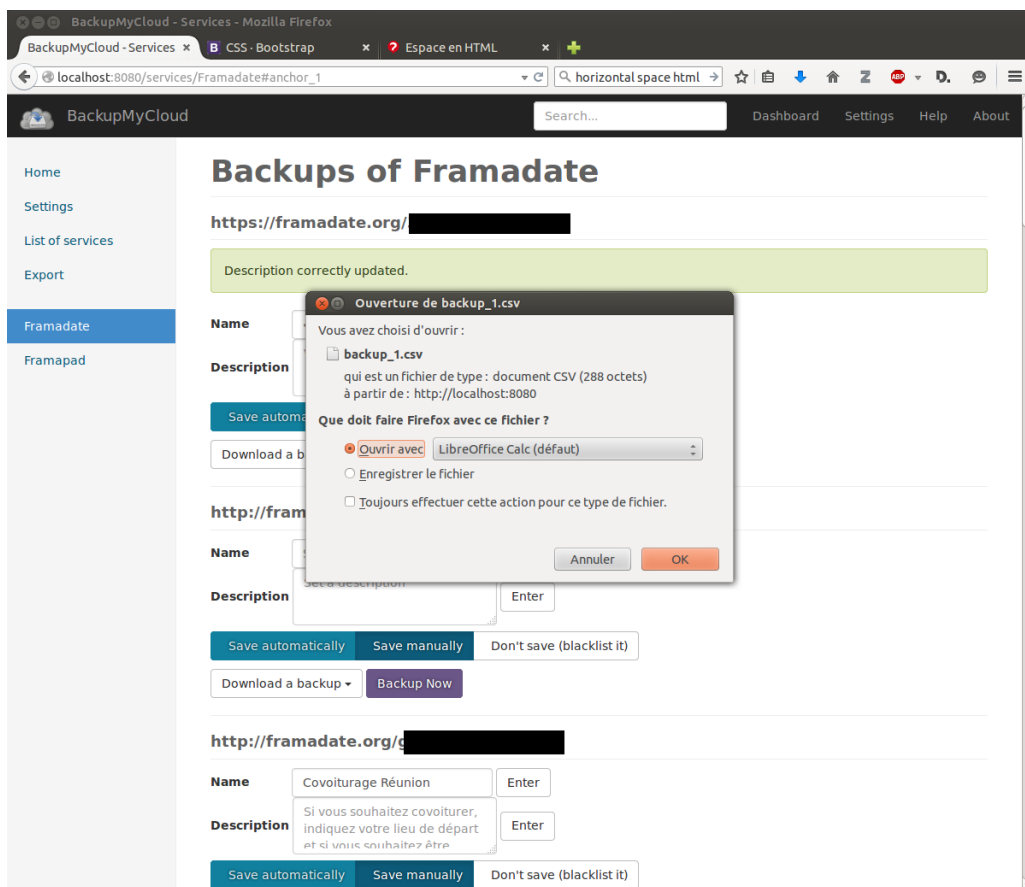 BackupMyCloud - Services - Mozilla Firefox
BackupMyCloud - Services × B CSS · Bootstrap × ? Espace en HTML ×
localhost:8080/services/Framadate#anchor_1 horizontal space html
BackupMyCloud Search... Dashboard Settings Help About
Home
Settings
List of services
Export
Framadate
Framapad
Backups of Framadate
https://framadate.org/
Description correctly updated.
Name
Description
Save autom
Download a b
Ouverture de backup_1.csv
Vous avez choisi d'ouvrir :
backup_1.csv
qui est un fichier de type : document CSV (288 octets)
à partir de : http://localhost:8080
Que doit faire Firefox avec ce fichier ?
Ouvrir avec LibreOffice Calc (défaut)
Enregistrer le fichier
Toujours effectuer cette action pour ce type de fichier.
Annuler OK
http://fram
Name
Description Set a description Enter
Save automatically Save manually Don't save (blacklist it)
Download a backup Backup Now
http://framadate.org/g
Name Covoiturage Réunion Enter
Description Si vous souhaitez covoiturer,
indiquez votre lieu de départ Enter
et si vous souhaitez être
Save automatically Save manually Don't save (blacklist it)